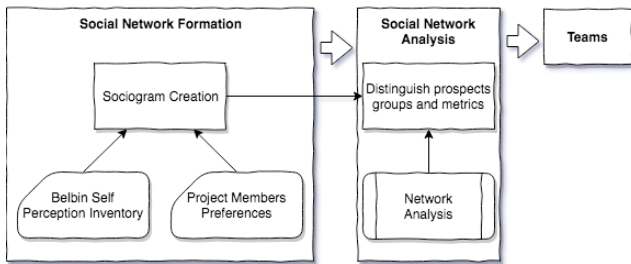 Social Network Formation
Sociogram Creation
Belbin Self
Perception Inventory
Project Members
Preferences
Social Network
Analysis
Distinguish prospects
groups and metrics
Network
Analysis
Teams